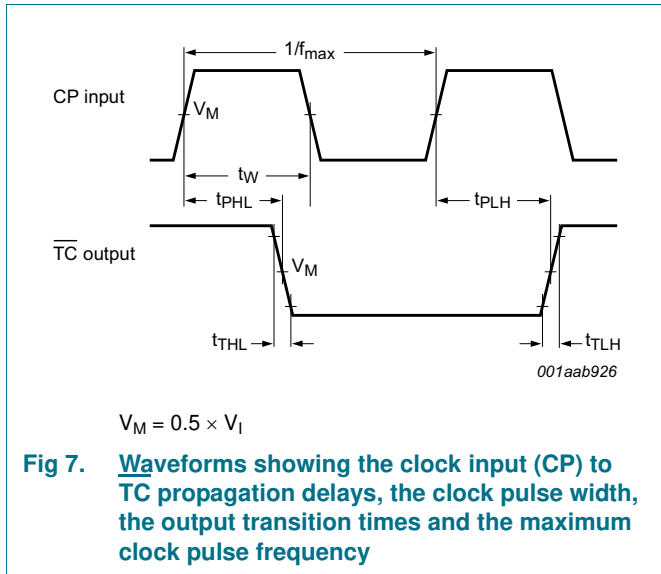 1/fmax
CP input
VM
tW
tPHL
tPLH
TC output
VM
tTHL
tTLH
001aab926
VM = 0.5 × VI
Fig 7. Waveforms showing the clock input (CP) to
TC propagation delays, the clock pulse width,
the output transition times and the maximum
clock pulse frequency